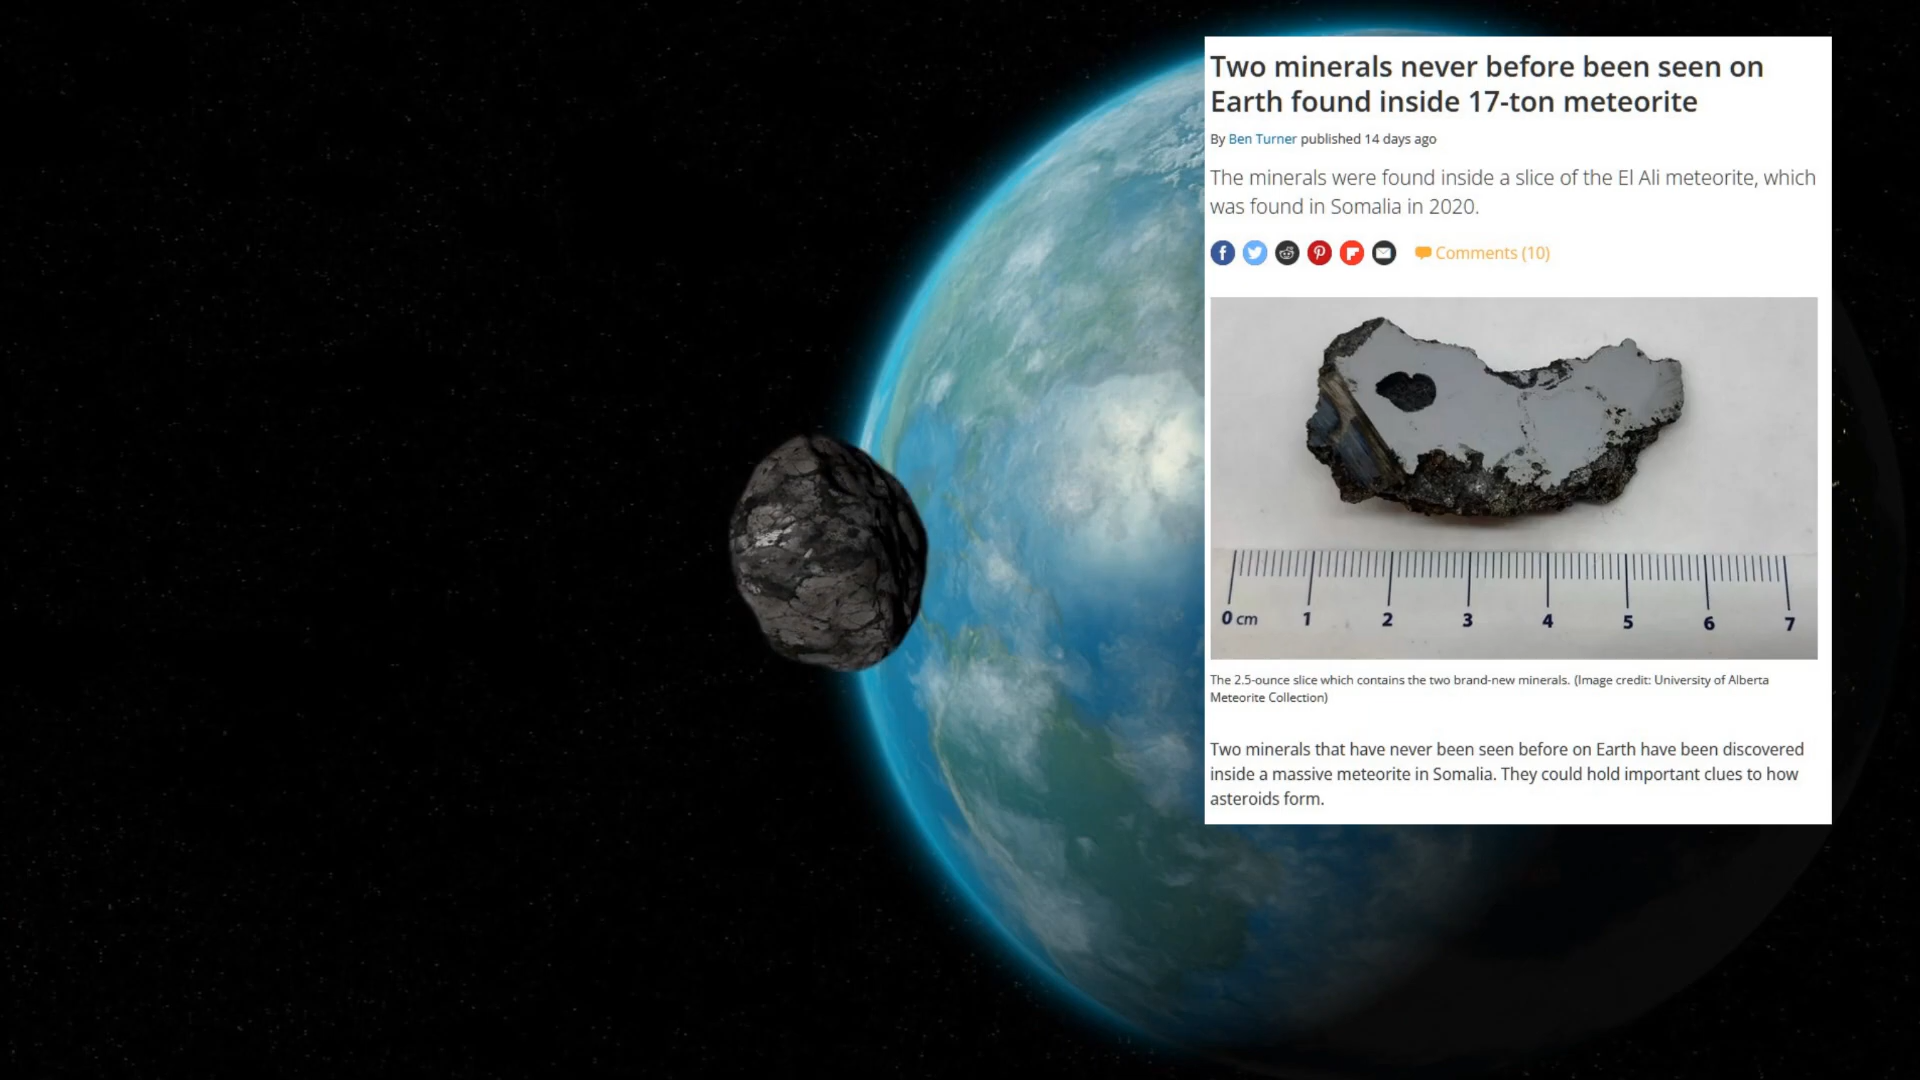 Two minerals never before been seen on
Earth found inside 17-ton meteorite
By Ben Turner published 14 days ago
The minerals were found inside a slice of the El Ali meteorite, which
was found in Somalia in 2020.
Comments (10)
0 cm 1 2 3 4 5 6 7
The 2.5-ounce slice which contains the two brand-new minerals. (Image credit: University of Alberta
Meteorite Collection)
Two minerals that have never been seen before on Earth have been discovered
inside a massive meteorite in Somalia. They could hold important clues to how
asteroids form.